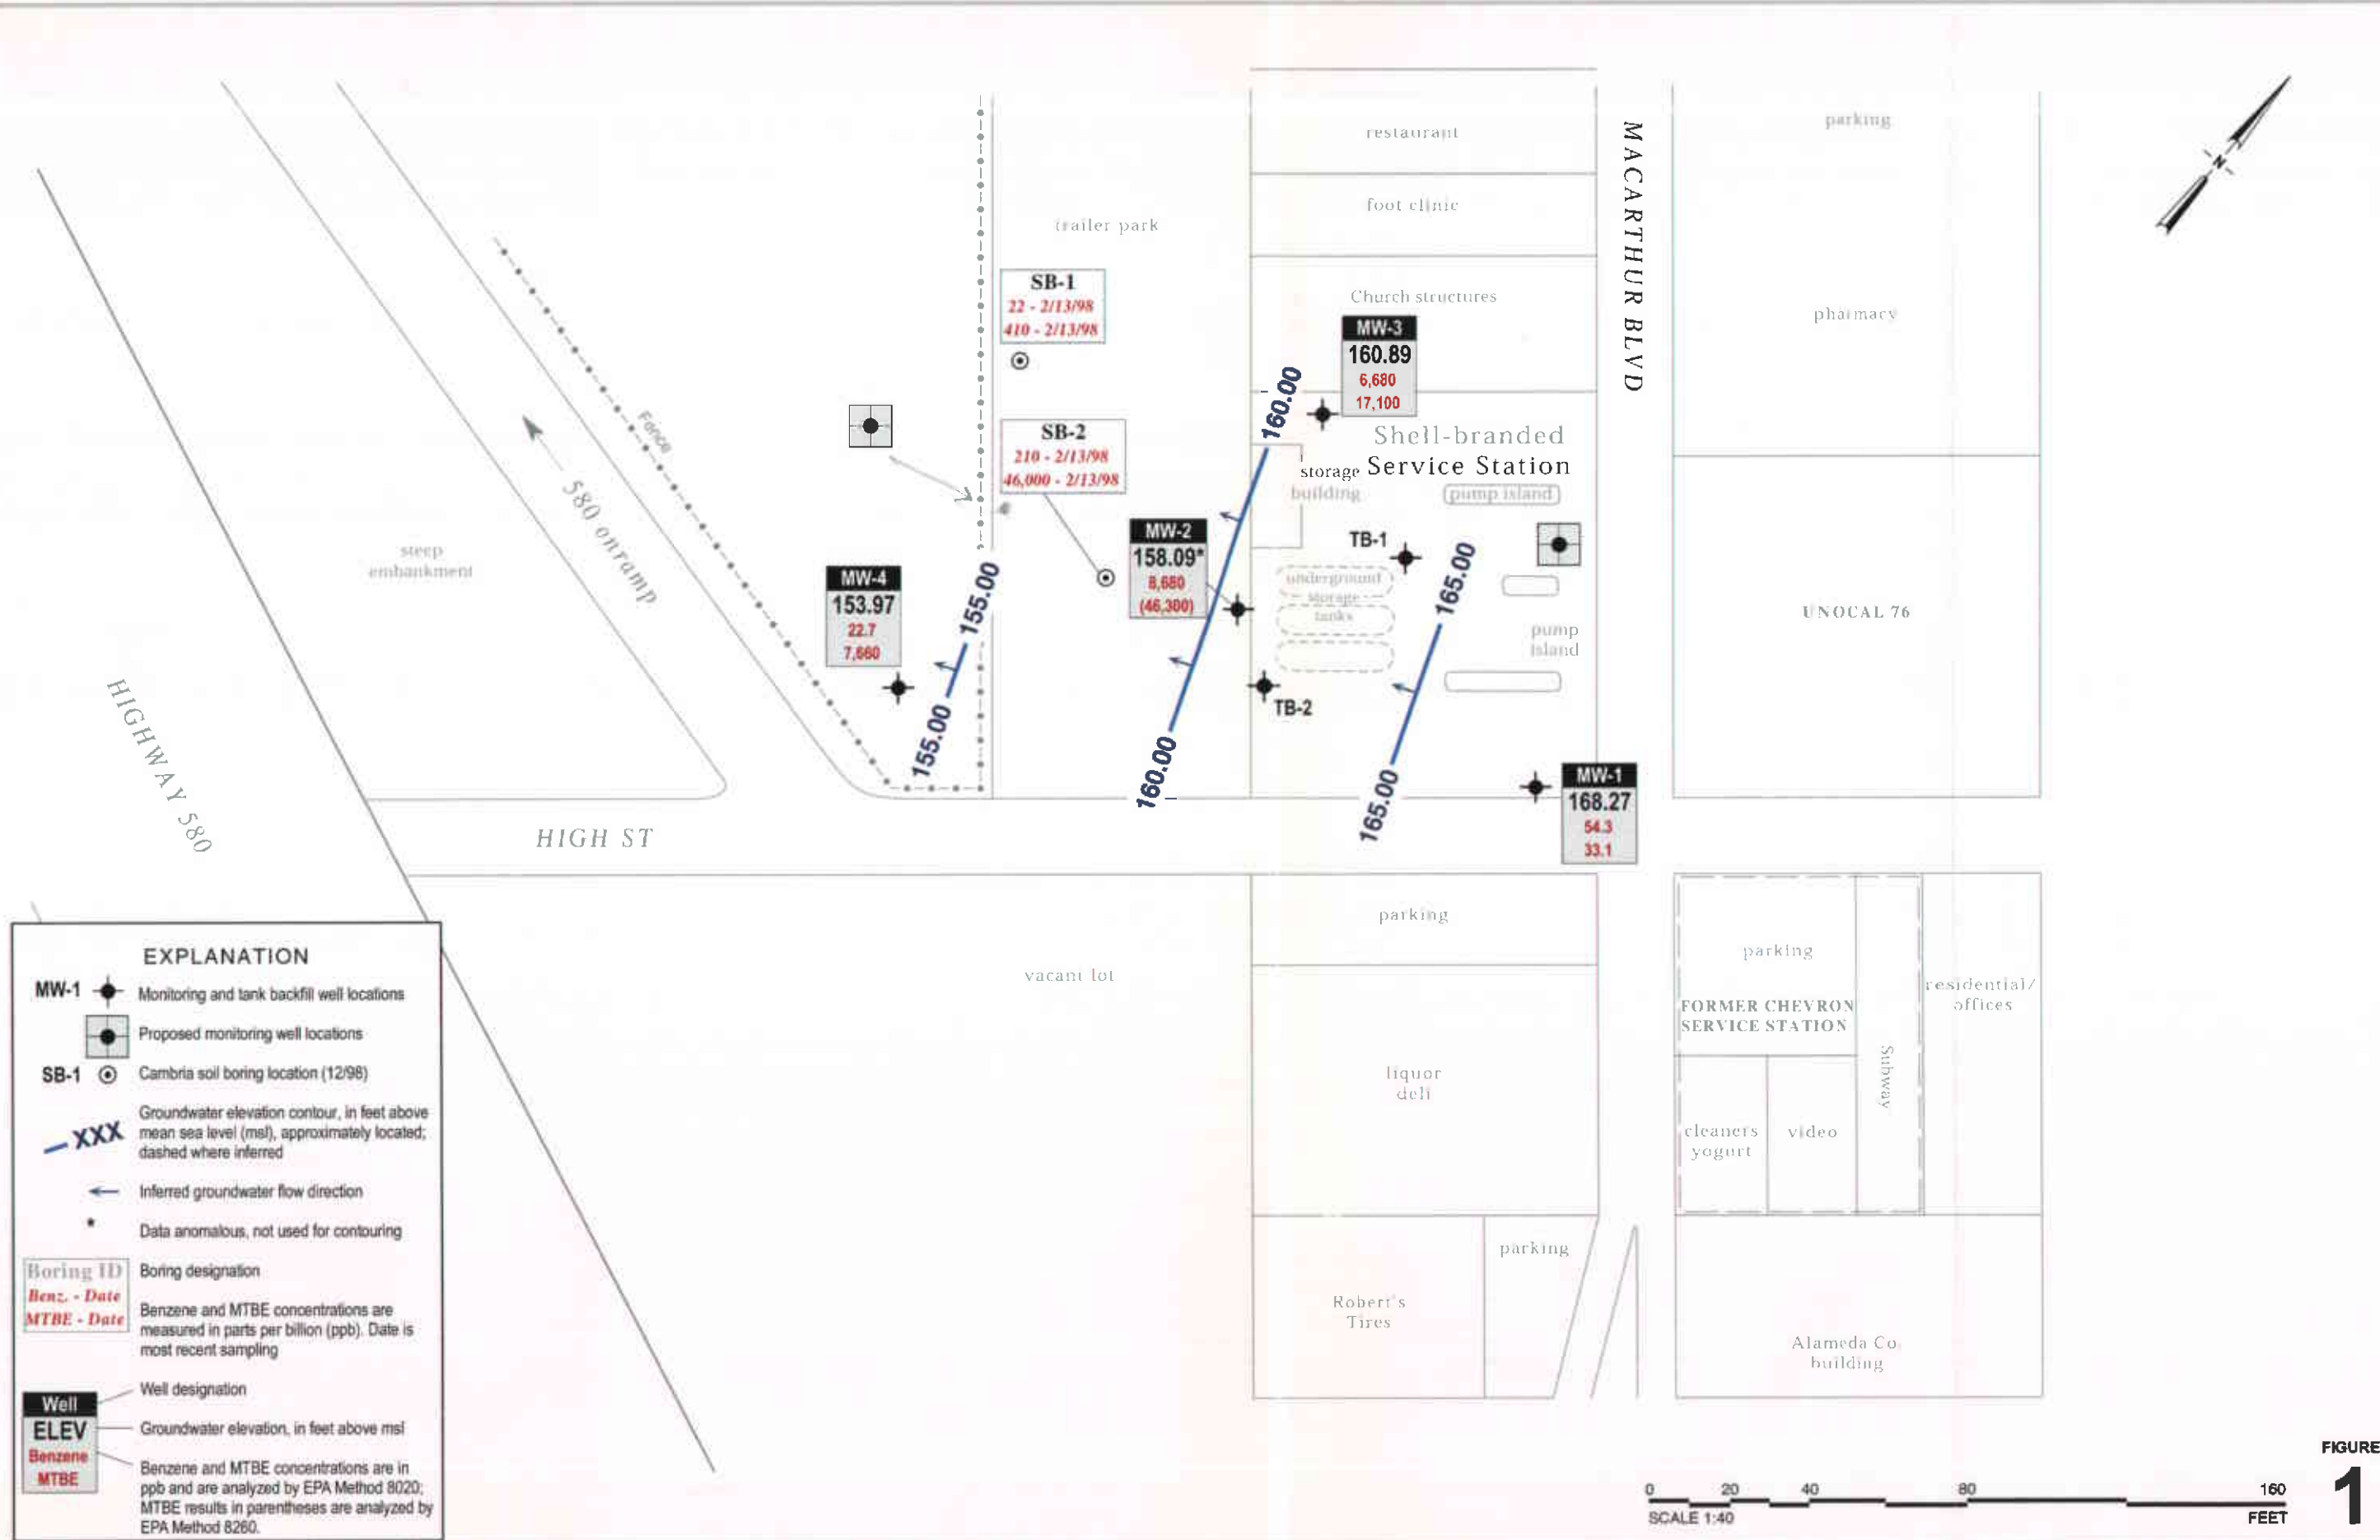 restaurant
foot clinic
trailer park
Church structures
MACARTHUR BLVD
parking
pharmacy
UNOCAL 76
N
SB-1
22 - 2/13/98
410 - 2/13/98
SB-2
210 - 2/13/98
46,000 - 2/13/98
MW-3
160.89
6,680
17,100
160.00
Shell-branded
storage Service Station
building
pump island
MW-2
158.09*
8,680
(46,300)
TB-1
165.00
underground
storage
tanks
pump
island
TB-2
MW-4
153.97
22.7
7,660
155.00
155.00
160.00
165.00
MW-1
168.27
54.3
33.1
Fence
580 onramp
steep
embankment
HIGHWAY 580
HIGH ST
vacant lot
parking
liquor
deli
Robert's
Tires
parking
parking
FORMER CHEVRON
SERVICE STATION
Subway
residential/
offices
cleaners
yogurt
video
Alameda Co.
building
EXPLANATION
MW-1 Monitoring and tank backfill well locations
Proposed monitoring well locations
SB-1 Cambria soil boring location (12/98)
XXX
Groundwater elevation contour, in feet above
mean sea level (msl), approximately located;
dashed where inferred
Inferred groundwater flow direction
* Data anomalous, not used for contouring
Boring ID
Benz. - Date
MTBE - Date
Boring designation
Benzene and MTBE concentrations are
measured in parts per billion (ppb). Date is
most recent sampling
Well
ELEV
Benzene
MTBE
Well designation
Groundwater elevation, in feet above msl
Benzene and MTBE concentrations are in
ppb and are analyzed by EPA Method 8020;
MTBE results in parentheses are analyzed by
EPA Method 8260.
0 20 40 80 160
SCALE 1:40 FEET
FIGURE
1